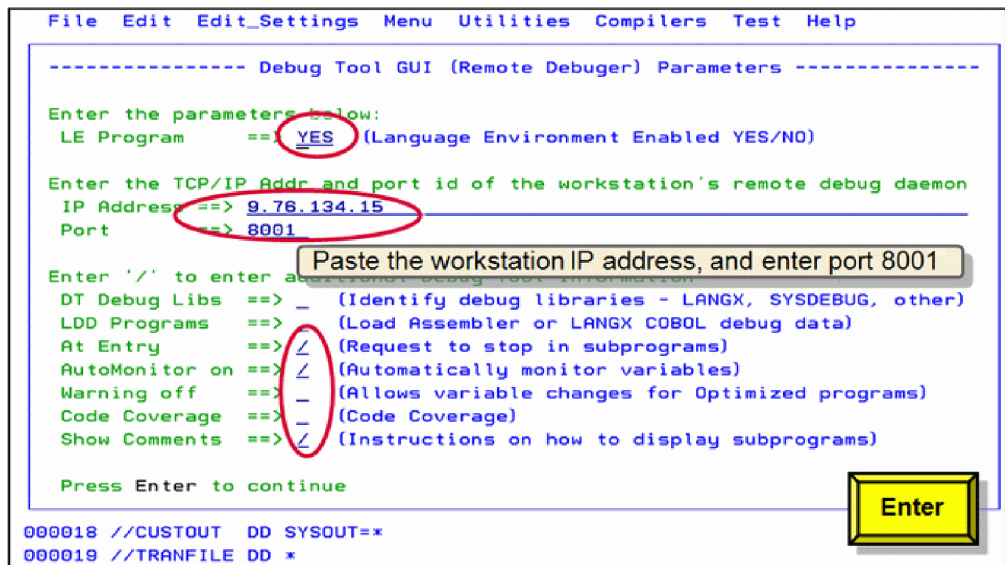 File Edit Edit_Settings Menu Utilities Compilers Test Help
---------------- Debug Tool GUI (Remote Debuger) Parameters ---------------
Enter the parameters below:
LE Program ==> YES (Language Environment Enabled YES/NO)
Enter the TCP/IP Addr and port id of the workstation's remote debug daemon
IP Address ==> 9.76.134.15
Port ==> 8001
Paste the workstation IP address, and enter port 8001
Enter '/' to enter additional Debug Tool Information
DT Debug Libs ==> _ (Identify debug libraries - LANGX, SYSDEBUG, other)
LDD Programs ==> _ (Load Assembler or LANGX COBOL debug data)
At Entry ==> / (Request to stop in subprograms)
AutoMonitor on ==> / (Automatically monitor variables)
Warning off ==> _ (Allows variable changes for Optimized programs)
Code Coverage ==> _ (Code Coverage)
Show Comments ==> / (Instructions on how to display subprograms)
Press Enter to continue
Enter
000018 //CUSTOUT DD SYSOUT=*
000019 //TRANFILE DD *